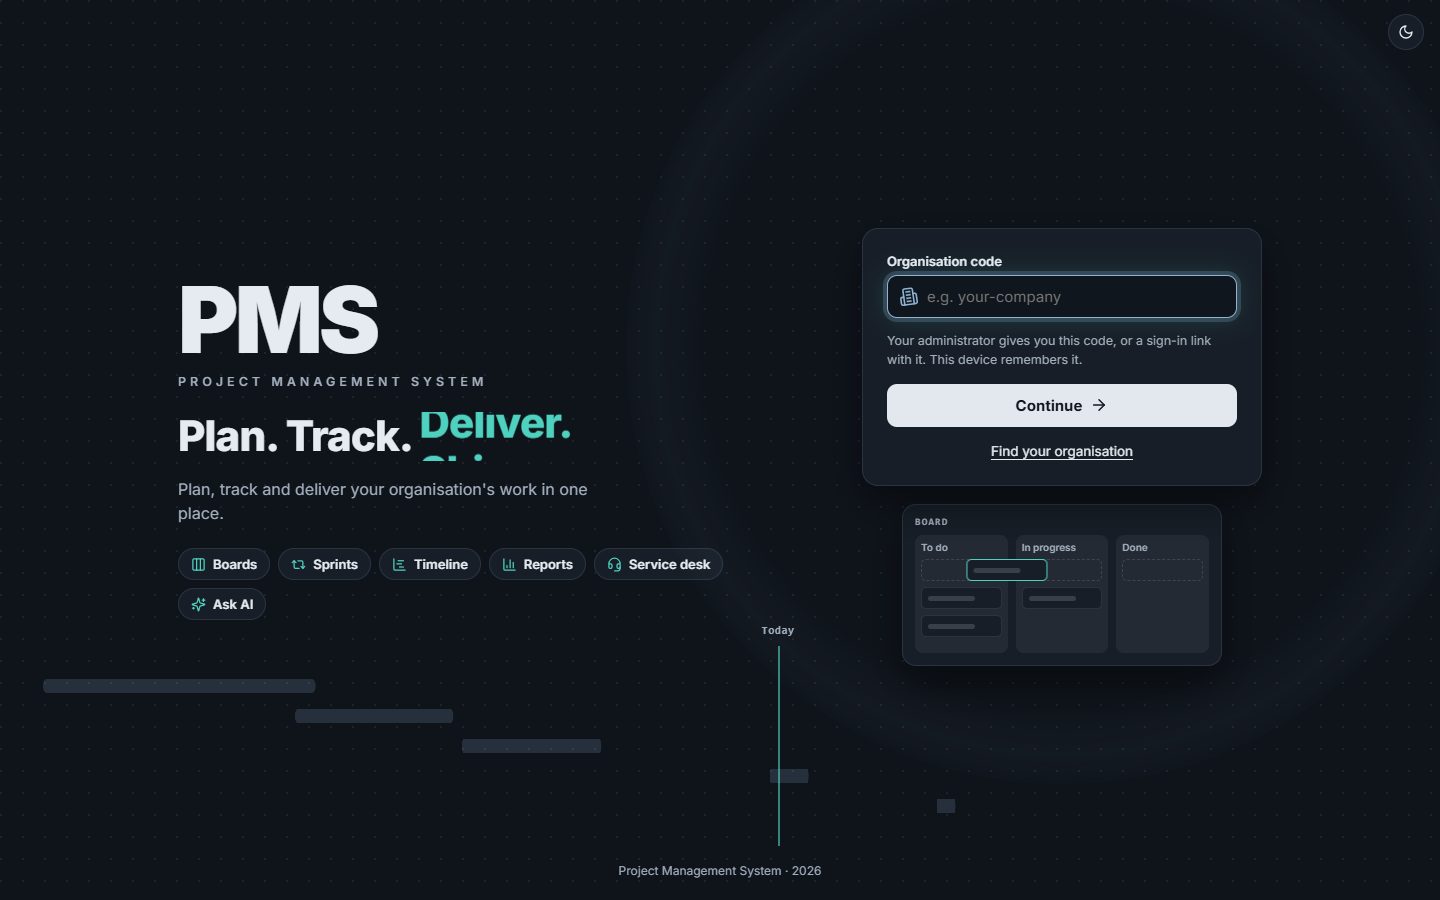 PMS
PROJECT MANAGEMENT SYSTEM
Plan. Track. Deliver.
Plan, track and deliver your organisation's work in one
place.
Boards
Sprints
Timeline
Reports
Service desk
Ask AI
Organisation code
e.g. your-company
Your administrator gives you this code, or a sign-in link
with it. This device remembers it.
Continue
Find your organisation
BOARD
To do
In progress
Done
Today
Project Management System · 2026